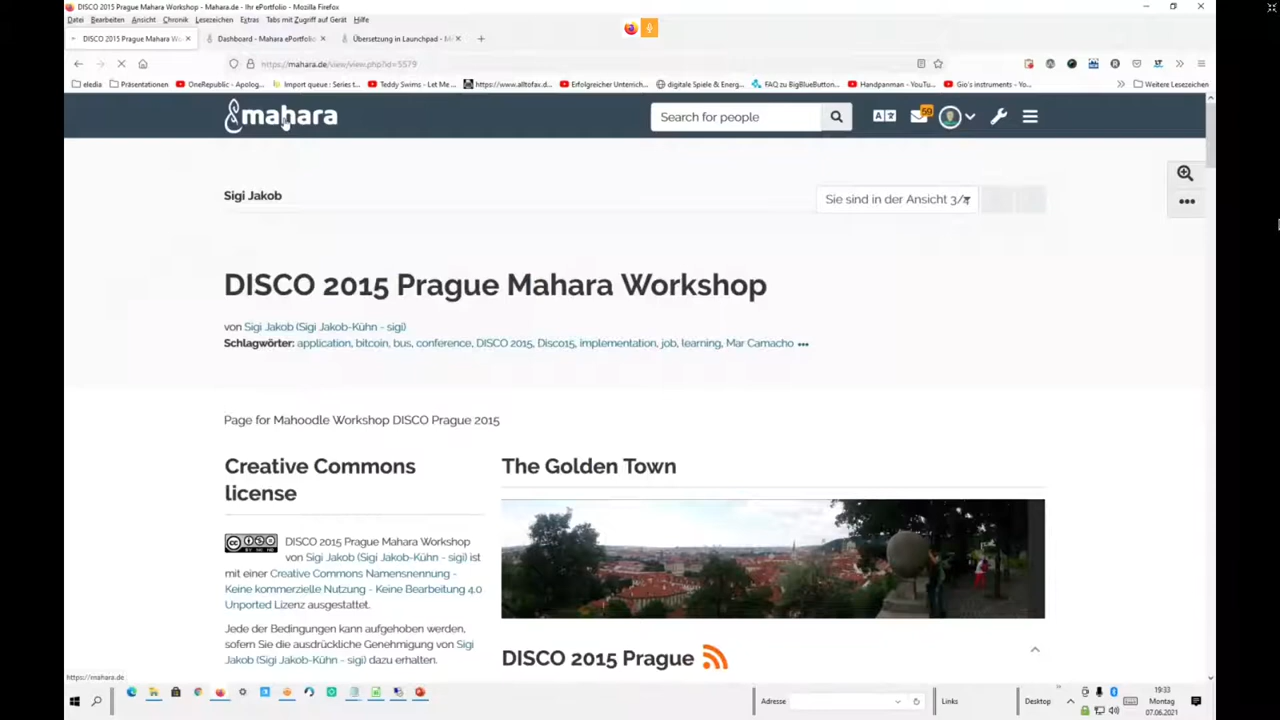 DISCO 2015 Prague Mahara Workshop - Mahara.de - Ihr ePortfolio - Mozilla Firefox
Datei Bearbeiten Ansicht Chronik Lesezeichen Extras Tabs mit Zugriff auf Gerät Hilfe
DISCO 2015 Prague Mahara Wo Dashboard - Mahara ePortfolio Übersetzung in Launchpad - M
https://mahara.de/view/view.php?id=5579
eledia Präsentationen OneRepublic - Apolog... Import queue : Series t... Teddy Swims - Let Me ... https://www.alltofax.d... Erfolgreicher Unterich... digitale Spiele & Energ... FAQ zu BigBlueButton... Handpanman - YouTu... Gio's instruments - Yo... Weitere Lesezeichen
mahara
Search for people
59
Sigi Jakob
Sie sind in der Ansicht 3/4
DISCO 2015 Prague Mahara Workshop
von Sigi Jakob (Sigi Jakob-Kühn - sigi)
Schlagwörter: application, bitcoin, bus, conference, DISCO 2015, Disco15, implementation, job, learning, Mar Camacho •••
Page for Mahoodle Workshop DISCO Prague 2015
Creative Commons
license
The Golden Town
DISCO 2015 Prague Mahara Workshop
von Sigi Jakob (Sigi Jakob-Kühn - sigi) ist
mit einer Creative Commons Namensnennung -
Keine kommerzielle Nutzung - Keine Bearbeitung 4.0
Unported Lizenz ausgestattet.
Jede der Bedingungen kann aufgehoben werden,
sofern Sie die ausdrückliche Genehmigung von Sigi
Jakob (Sigi Jakob-Kühn - sigi) dazu erhalten.
DISCO 2015 Prague
https://mahara.de
Adresse Links Desktop
19:33
Montag
07.06.2021